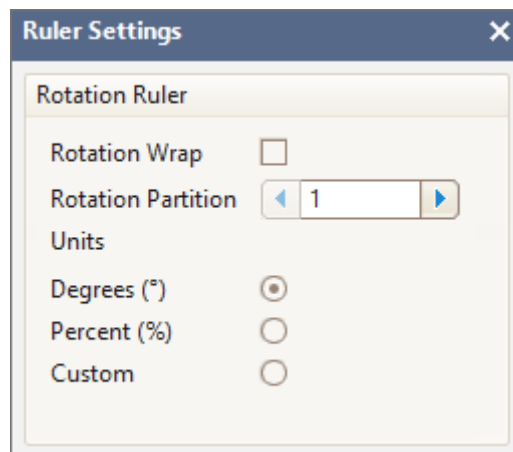 Ruler Settings
Rotation Ruler
Rotation Wrap
Rotation Partition 1
Units
Degrees (°)
Percent (%)
Custom